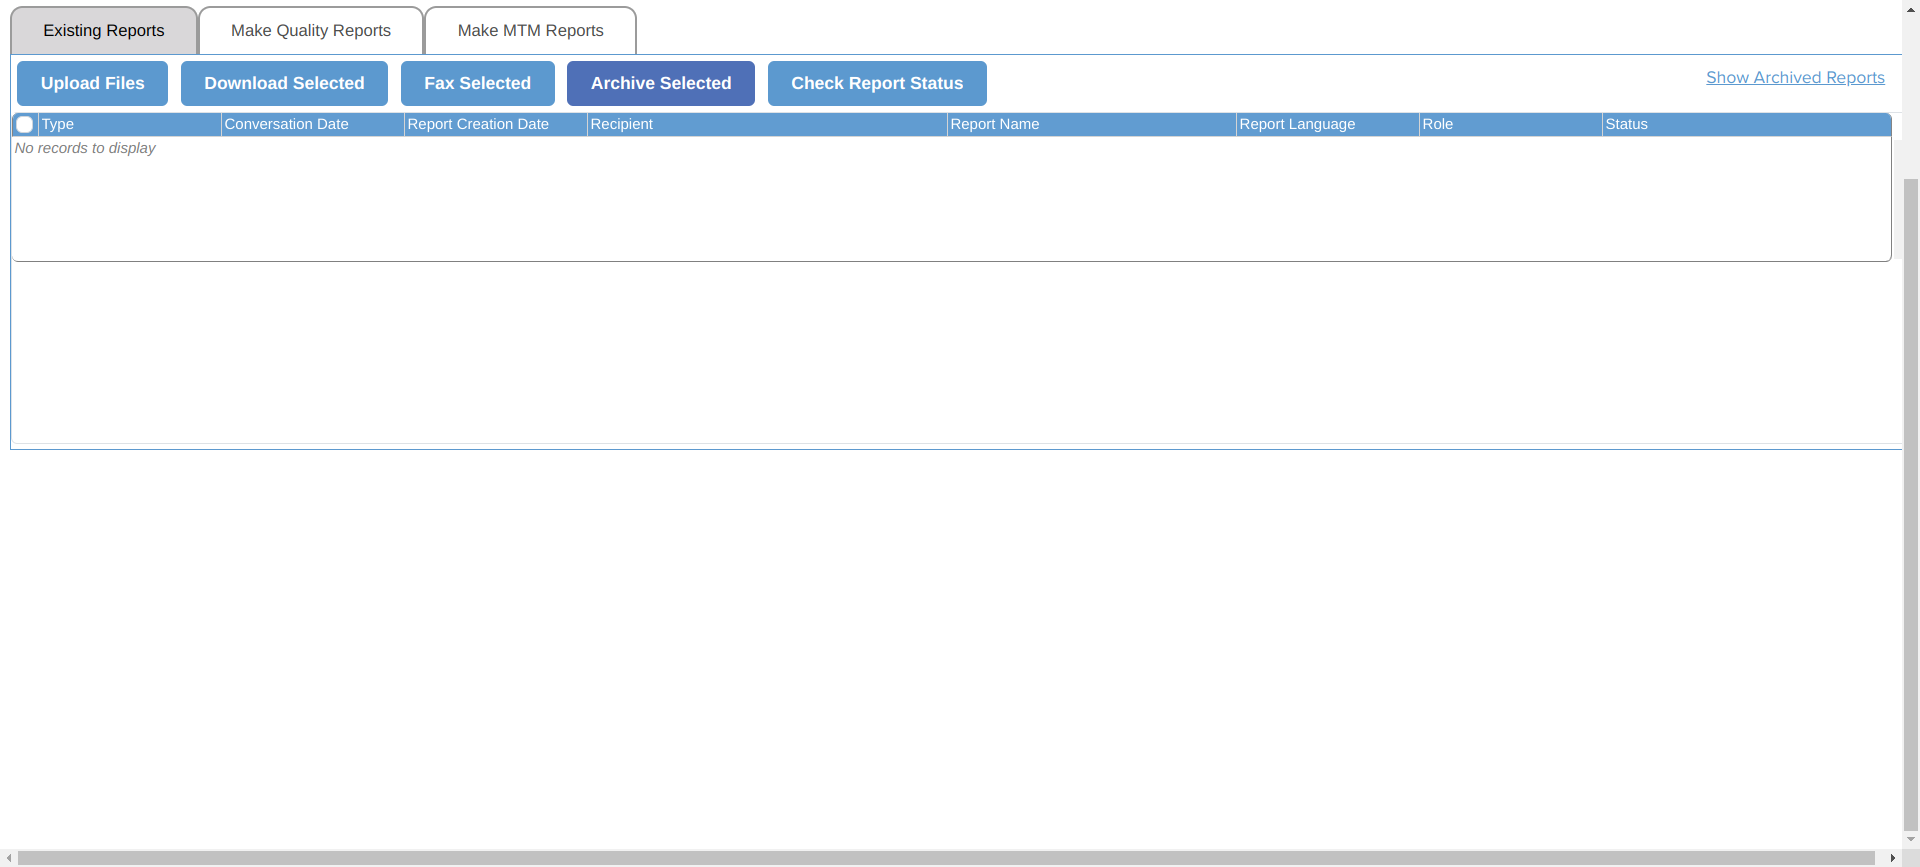 Existing Reports Make Quality Reports Make MTM Reports
Upload Files Download Selected Fax Selected Archive Selected Check Report Status Show Archived Reports
Type Conversation Date Report Creation Date Recipient Report Name Report Language Role Status
No records to display